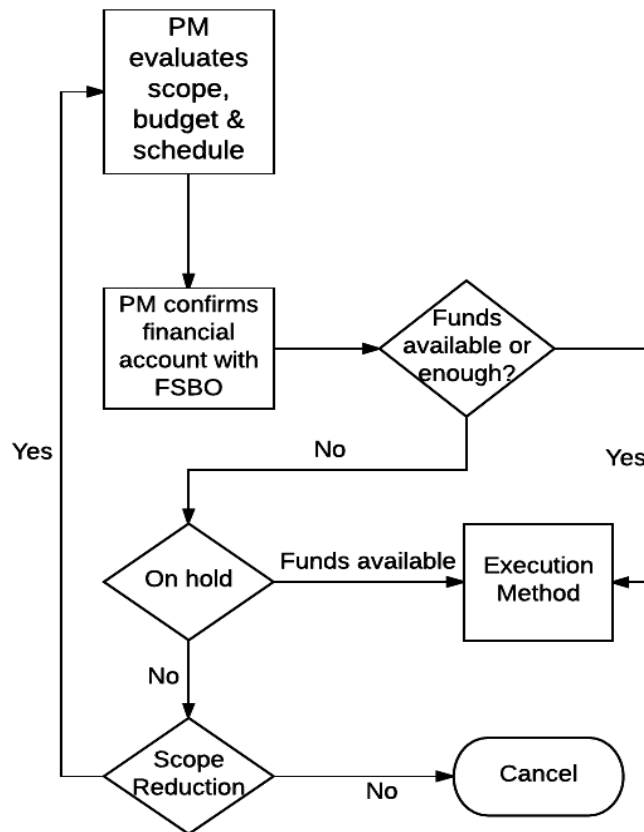 PM
evaluates
scope,
budget &
schedule
PM confirms
financial
account with
FSBO
Funds
available or
enough?
Yes
No
Yes
On hold
Funds available
Execution
Method
No
Scope
Reduction
No
Cancel